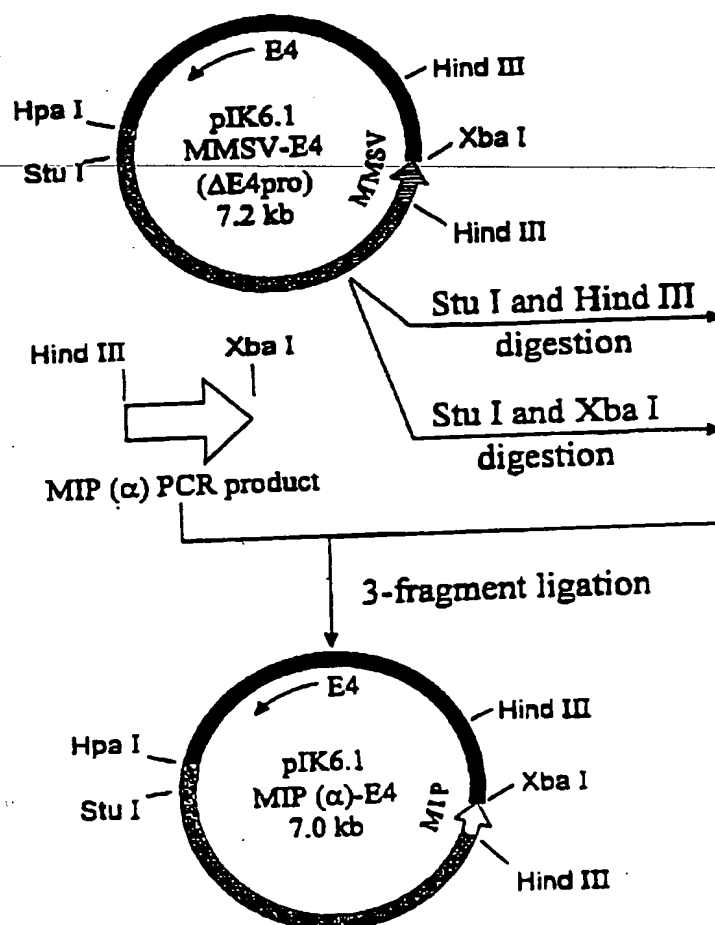 E4
Hind III
Hpa I
pIK6.1
MMSV-E4
(ΔE4pro)
7.2 kb
MMSV
Xba I
Stu I
Hind III
Stu I and Hind III
digestion
Hind III
Xba I
Stu I and Xba I
digestion
MIP (α) PCR product
3-fragment ligation
E4
Hind III
Hpa I
pIK6.1
MIP (α)-E4
7.0 kb
MIP
Xba I
Stu I
Hind III